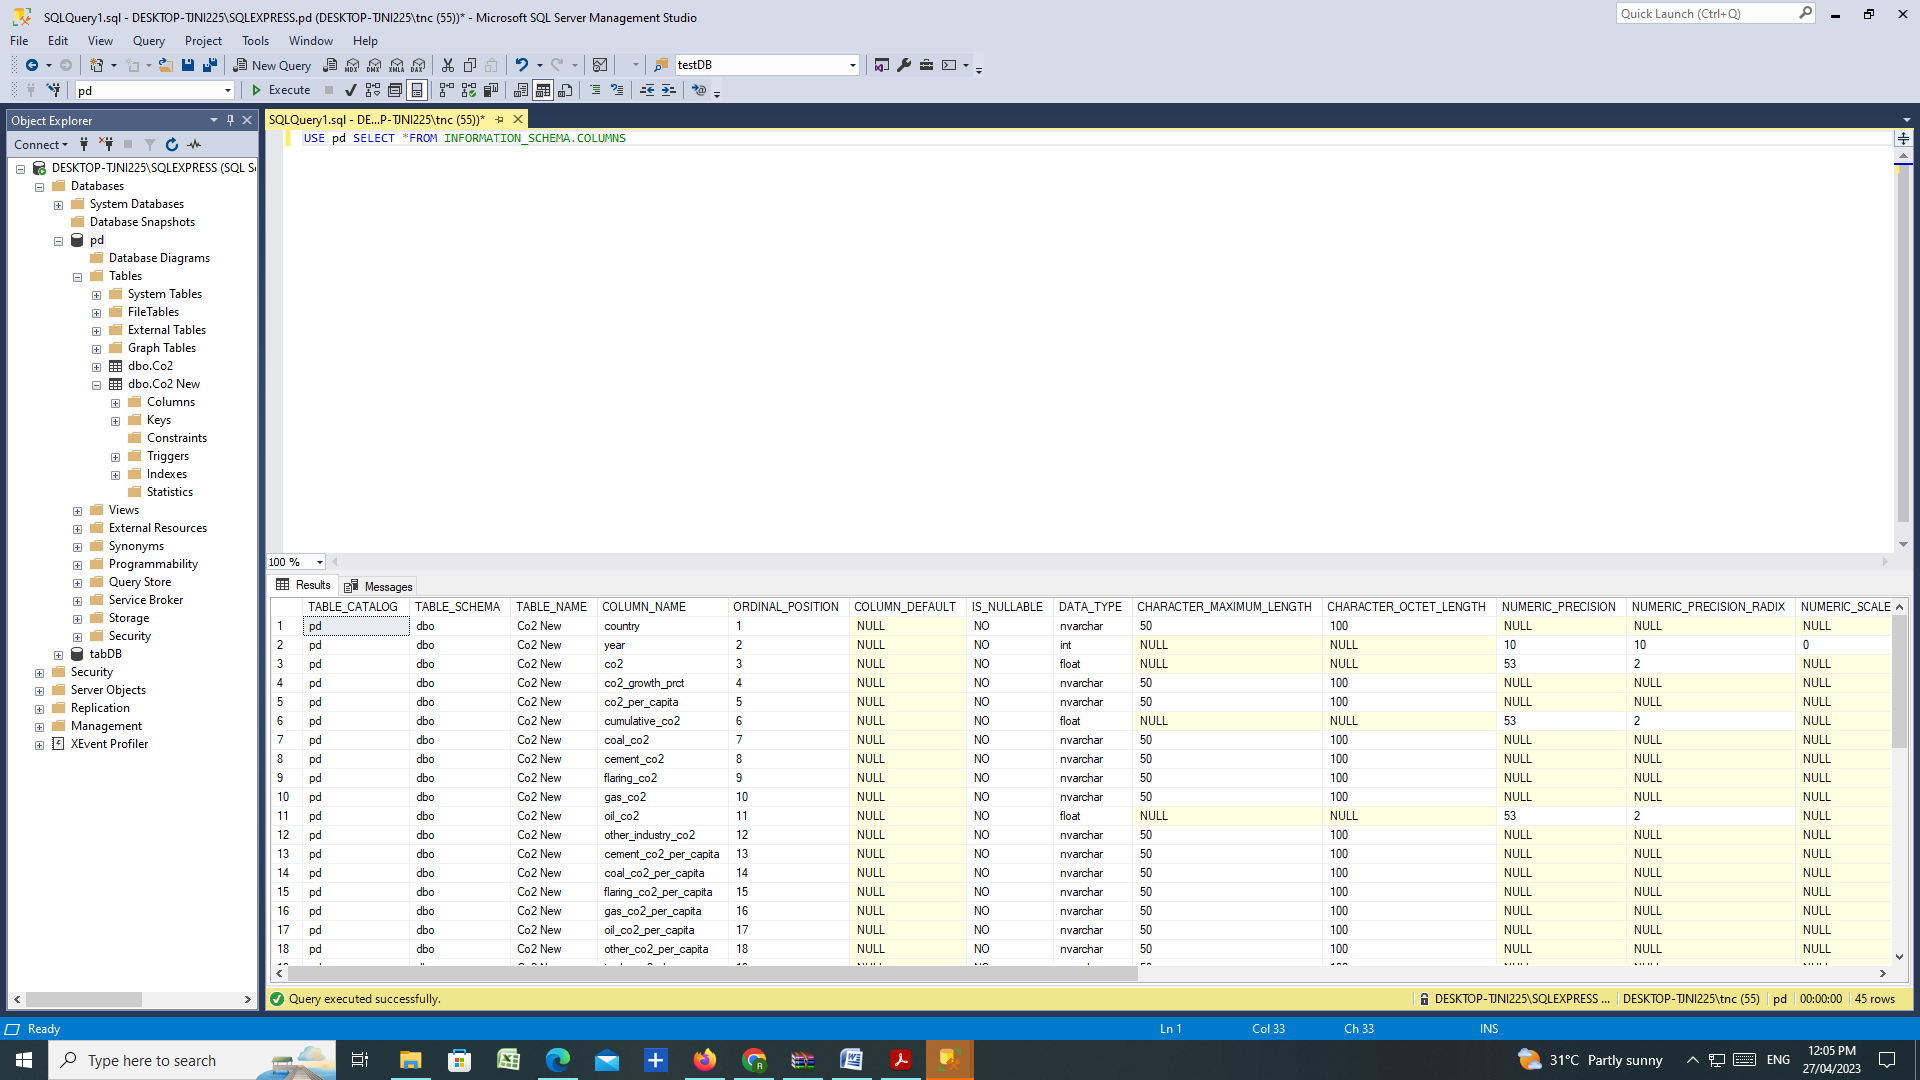 SQLQuery1.sql - DESKTOP-TJNI225\SQLEXPRESS.pd (DESKTOP-TJNI225\tnc (55))* - Microsoft SQL Server Management Studio
Quick Launch (Ctrl+Q)
File Edit View Query Project Tools Window Help
New Query MDX DMX XMLA DAX testDB
pd Execute
Object Explorer
SQLQuery1.sql - DE...P-TJNI225\tnc (55))*
Connect
USE pd SELECT *FROM INFORMATION_SCHEMA.COLUMNS
DESKTOP-TJNI225\SQLEXPRESS (SQL S
Databases
System Databases
Database Snapshots
pd
Database Diagrams
Tables
System Tables
FileTables
External Tables
Graph Tables
dbo.Co2
dbo.Co2 New
Columns
Keys
Constraints
Triggers
Indexes
Statistics
Views
External Resources
Synonyms
Programmability
Query Store
Service Broker
Storage
Security
tabDB
Security
Server Objects
Replication
Management
XEvent Profiler
100 %
Results Messages
TABLE_CATALOG TABLE_SCHEMA TABLE_NAME COLUMN_NAME ORDINAL_POSITION COLUMN_DEFAULT IS_NULLABLE DATA_TYPE CHARACTER_MAXIMUM_LENGTH CHARACTER_OCTET_LENGTH NUMERIC_PRECISION NUMERIC_PRECISION_RADIX NUMERIC_SCALE
1 pd dbo Co2 New country 1 NULL NO nvarchar 50 100 NULL NULL NULL
2 pd dbo Co2 New year 2 NULL NO int NULL NULL 10 10 0
3 pd dbo Co2 New co2 3 NULL NO float NULL NULL 53 2 NULL
4 pd dbo Co2 New co2_growth_prct 4 NULL NO nvarchar 50 100 NULL NULL NULL
5 pd dbo Co2 New co2_per_capita 5 NULL NO nvarchar 50 100 NULL NULL NULL
6 pd dbo Co2 New cumulative_co2 6 NULL NO float NULL NULL 53 2 NULL
7 pd dbo Co2 New coal_co2 7 NULL NO nvarchar 50 100 NULL NULL NULL
8 pd dbo Co2 New cement_co2 8 NULL NO nvarchar 50 100 NULL NULL NULL
9 pd dbo Co2 New flaring_co2 9 NULL NO nvarchar 50 100 NULL NULL NULL
10 pd dbo Co2 New gas_co2 10 NULL NO nvarchar 50 100 NULL NULL NULL
11 pd dbo Co2 New oil_co2 11 NULL NO float NULL NULL 53 2 NULL
12 pd dbo Co2 New other_industry_co2 12 NULL NO nvarchar 50 100 NULL NULL NULL
13 pd dbo Co2 New cement_co2_per_capita 13 NULL NO nvarchar 50 100 NULL NULL NULL
14 pd dbo Co2 New coal_co2_per_capita 14 NULL NO nvarchar 50 100 NULL NULL NULL
15 pd dbo Co2 New flaring_co2_per_capita 15 NULL NO nvarchar 50 100 NULL NULL NULL
16 pd dbo Co2 New gas_co2_per_capita 16 NULL NO nvarchar 50 100 NULL NULL NULL
17 pd dbo Co2 New oil_co2_per_capita 17 NULL NO nvarchar 50 100 NULL NULL NULL
18 pd dbo Co2 New other_co2_per_capita 18 NULL NO nvarchar 50 100 NULL NULL NULL
Query executed successfully. DESKTOP-TJNI225\SQLEXPRESS ... DESKTOP-TJNI225\tnc (55) pd 00:00:00 45 rows
Ready Ln 1 Col 33 Ch 33 INS
Type here to search 31°C Partly sunny ENG 12:05 PM
27/04/2023